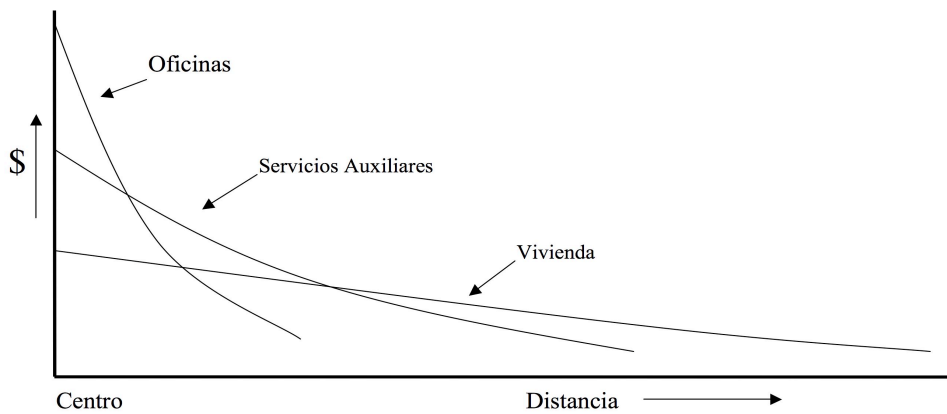 Oficinas
$
Servicios Auxiliares
Vivienda
Centro
Distancia